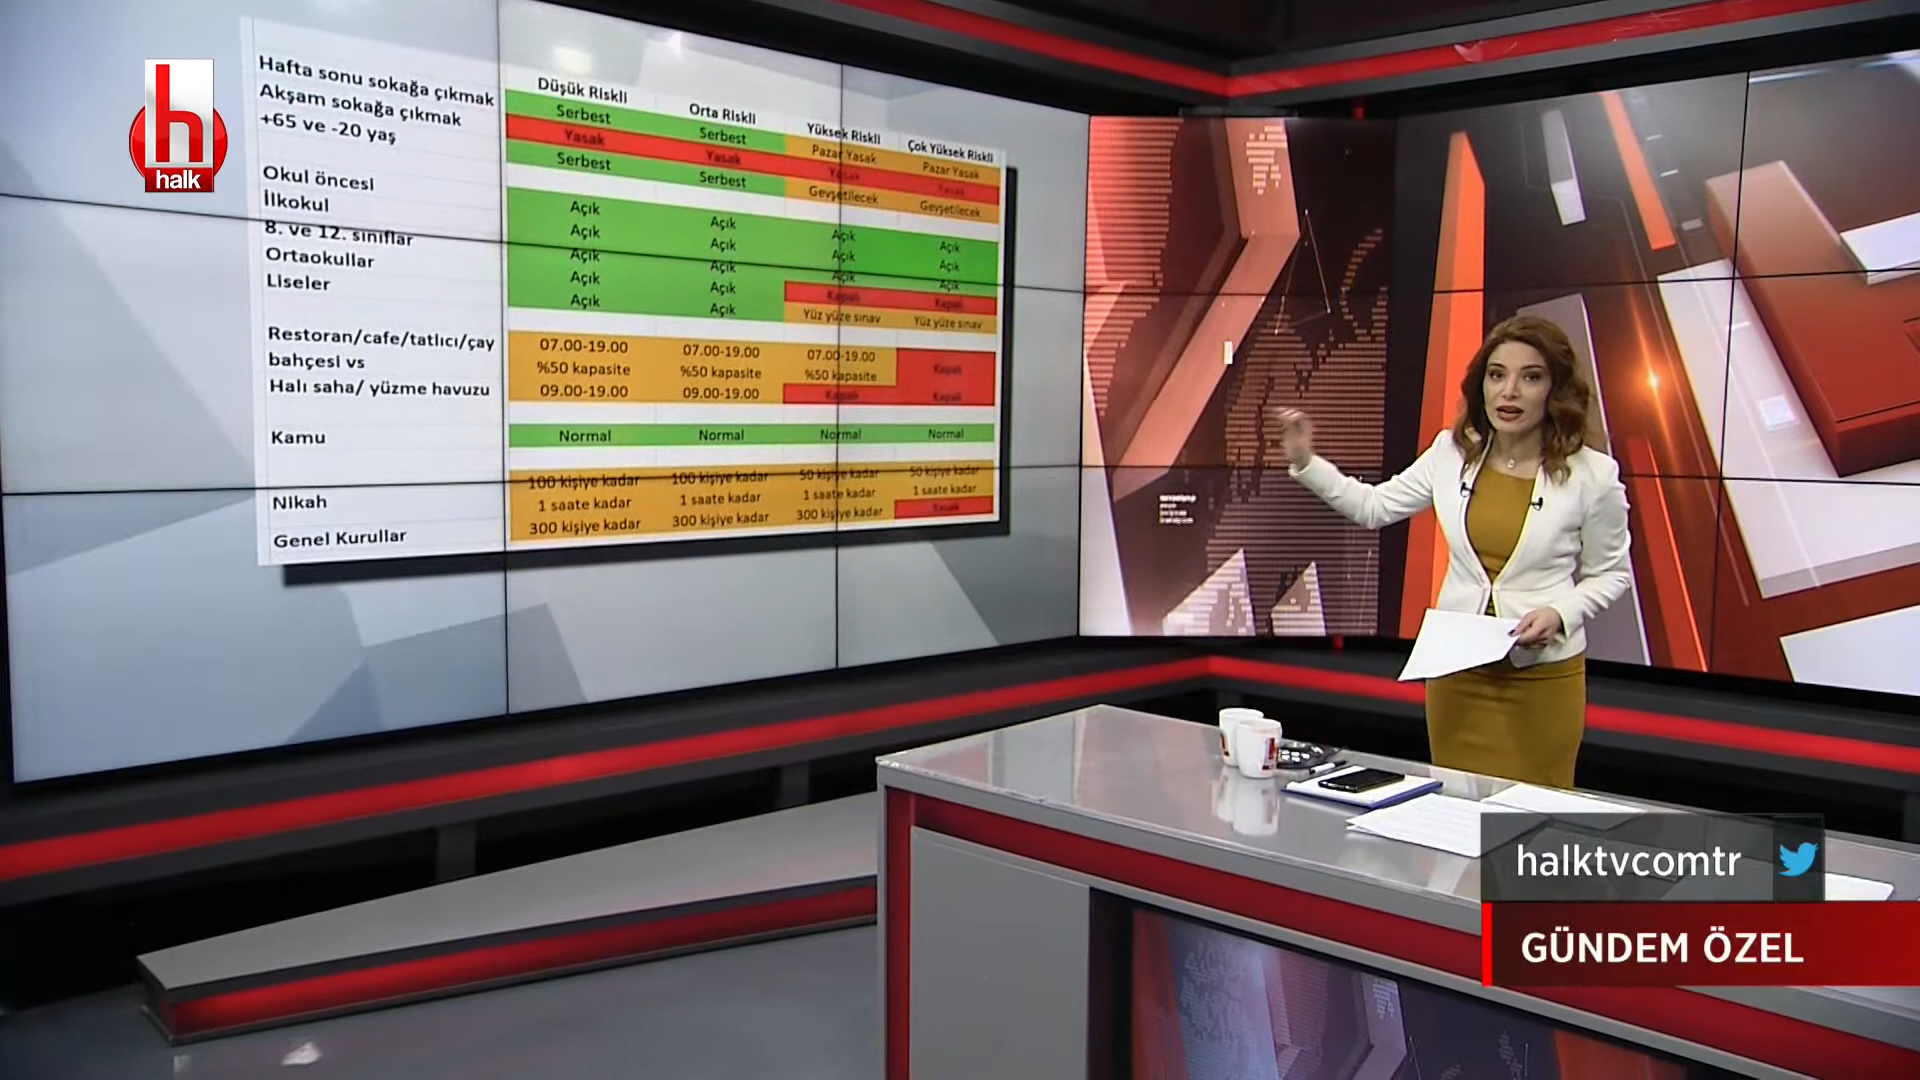 h
halk
Düşük Riskli Orta Riskli Yüksek Riskli Çok Yüksek Riskli
Hafta sonu sokağa çıkmak Serbest Serbest Pazar Yasak Pazar Yasak
Akşam sokağa çıkmak Yasak Yasak Yasak Yasak
+65 ve -20 yaş Serbest Serbest Gevşetilecek Gevşetilecek
Okul öncesi Açık Açık Açık Açık
İlkokul Açık Açık Açık Açık
8. ve 12. sınıflar Açık Açık Açık Açık
Ortaokullar Açık Açık Kapalı Kapalı
Liseler Açık Açık Yüz yüze sınav Yüz yüze sınav
Restoran/cafe/tatlıcı/çay 07.00-19.00 07.00-19.00 07.00-19.00 Kapalı
bahçesi vs %50 kapasite %50 kapasite %50 kapasite
Halı saha/ yüzme havuzu 09.00-19.00 09.00-19.00 Kapalı Kapalı
Kamu Normal Normal Normal Normal
100 kişiye kadar 100 kişiye kadar 50 kişiye kadar 50 kişiye kadar
Nikah 1 saate kadar 1 saate kadar 1 saate kadar 1 saate kadar
Genel Kurullar 300 kişiye kadar 300 kişiye kadar 300 kişiye kadar Yasak
halktvcomtr
GÜNDEM ÖZEL